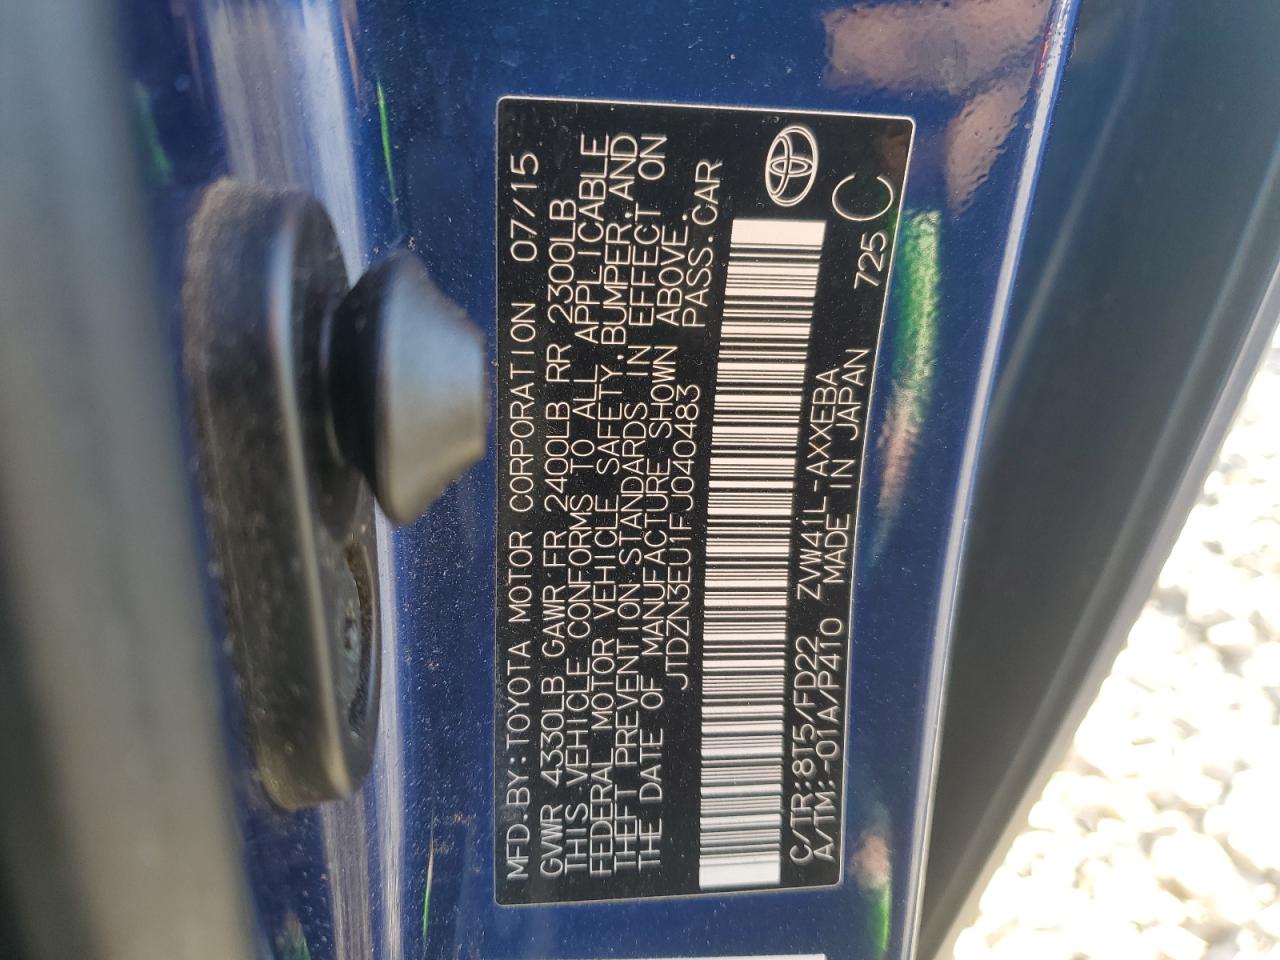 MFD. BY: TOYOTA MOTOR CORPORATION 07/15
GVWR 4330LB GAWR FR 2400LB RR 2300LB
THIS VEHICLE CONFORMS TO ALL APPLICABLE
FEDERAL MOTOR VEHICLE SAFETY, BUMPER, AND
THEFT PREVENTION STANDARDS IN EFFECT ON
THE DATE OF MANUFACTURE SHOWN ABOVE.
JTDZN3EU1FJ040483 PASS. CAR
C/TR: 8T5/FD22 ZVW41L-AXXEBA 725
A/TM: -01A/P410 MADE IN JAPAN C